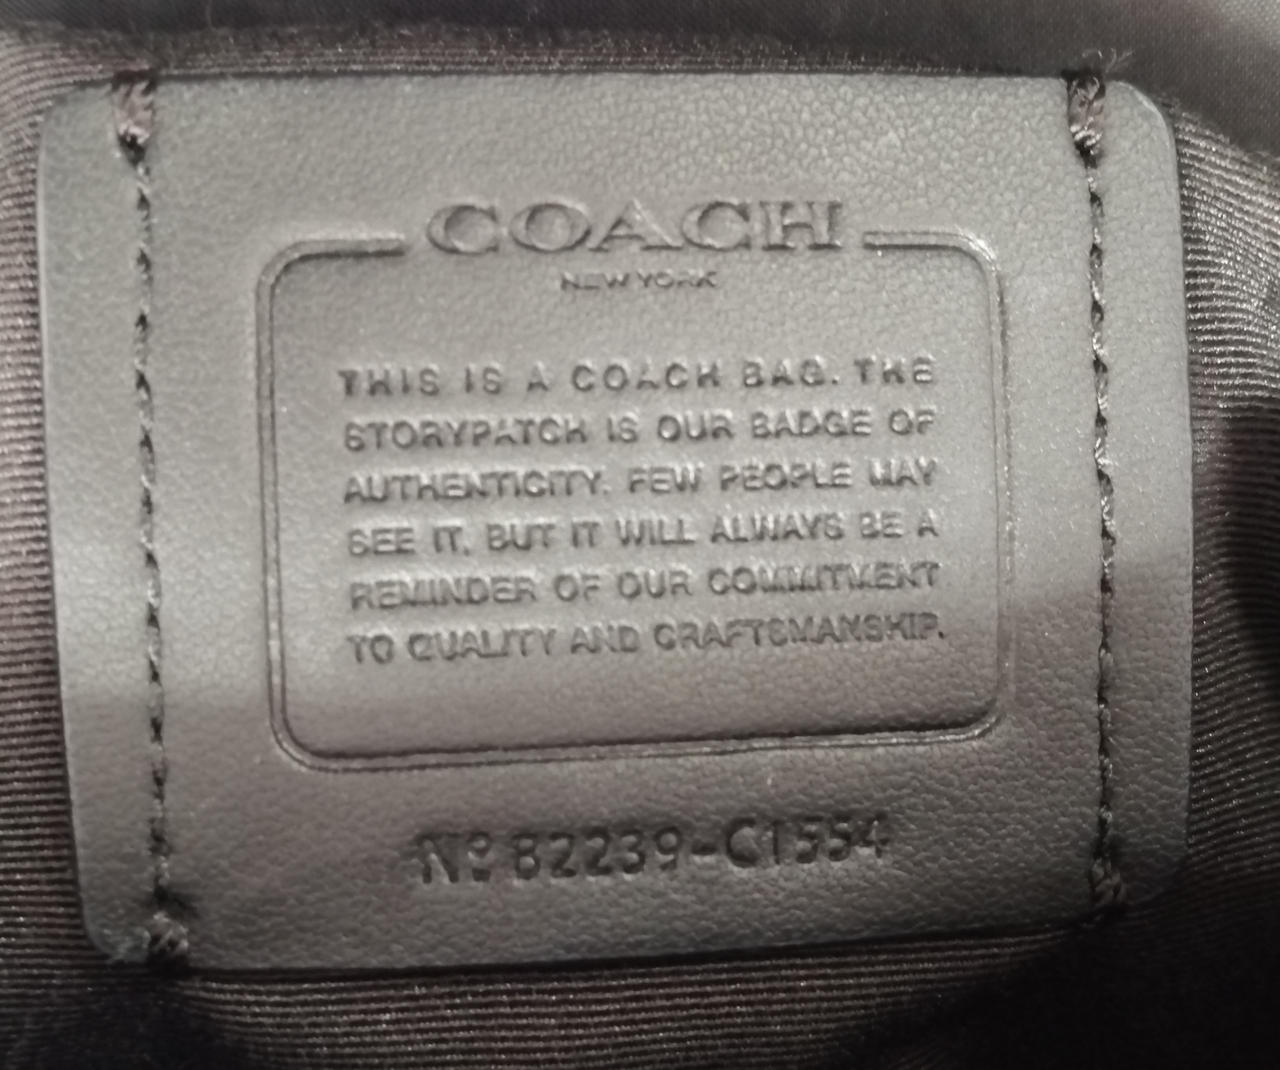 COACH
NEW YORK
THIS IS A COACH BAG. THE
STORYPATCH IS OUR BADGE OF
AUTHENTICITY. FEW PEOPLE MAY
SEE IT, BUT IT WILL ALWAYS BE A
REMINDER OF OUR COMMITMENT
TO QUALITY AND CRAFTSMANSHIP.
Nº B2239-C1554